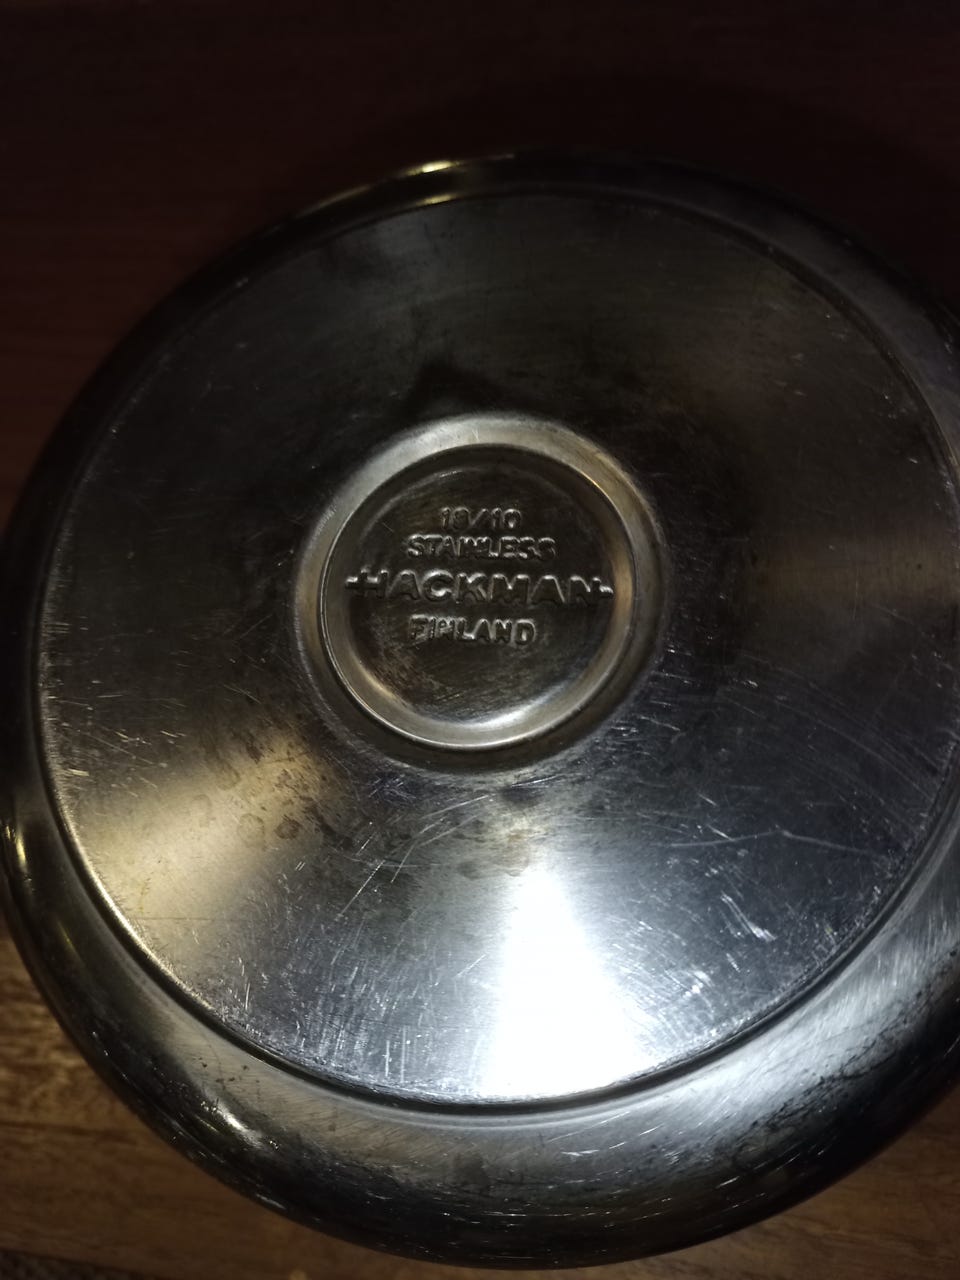 18/10
STAINLESS
-HACKMAN-
FINLAND